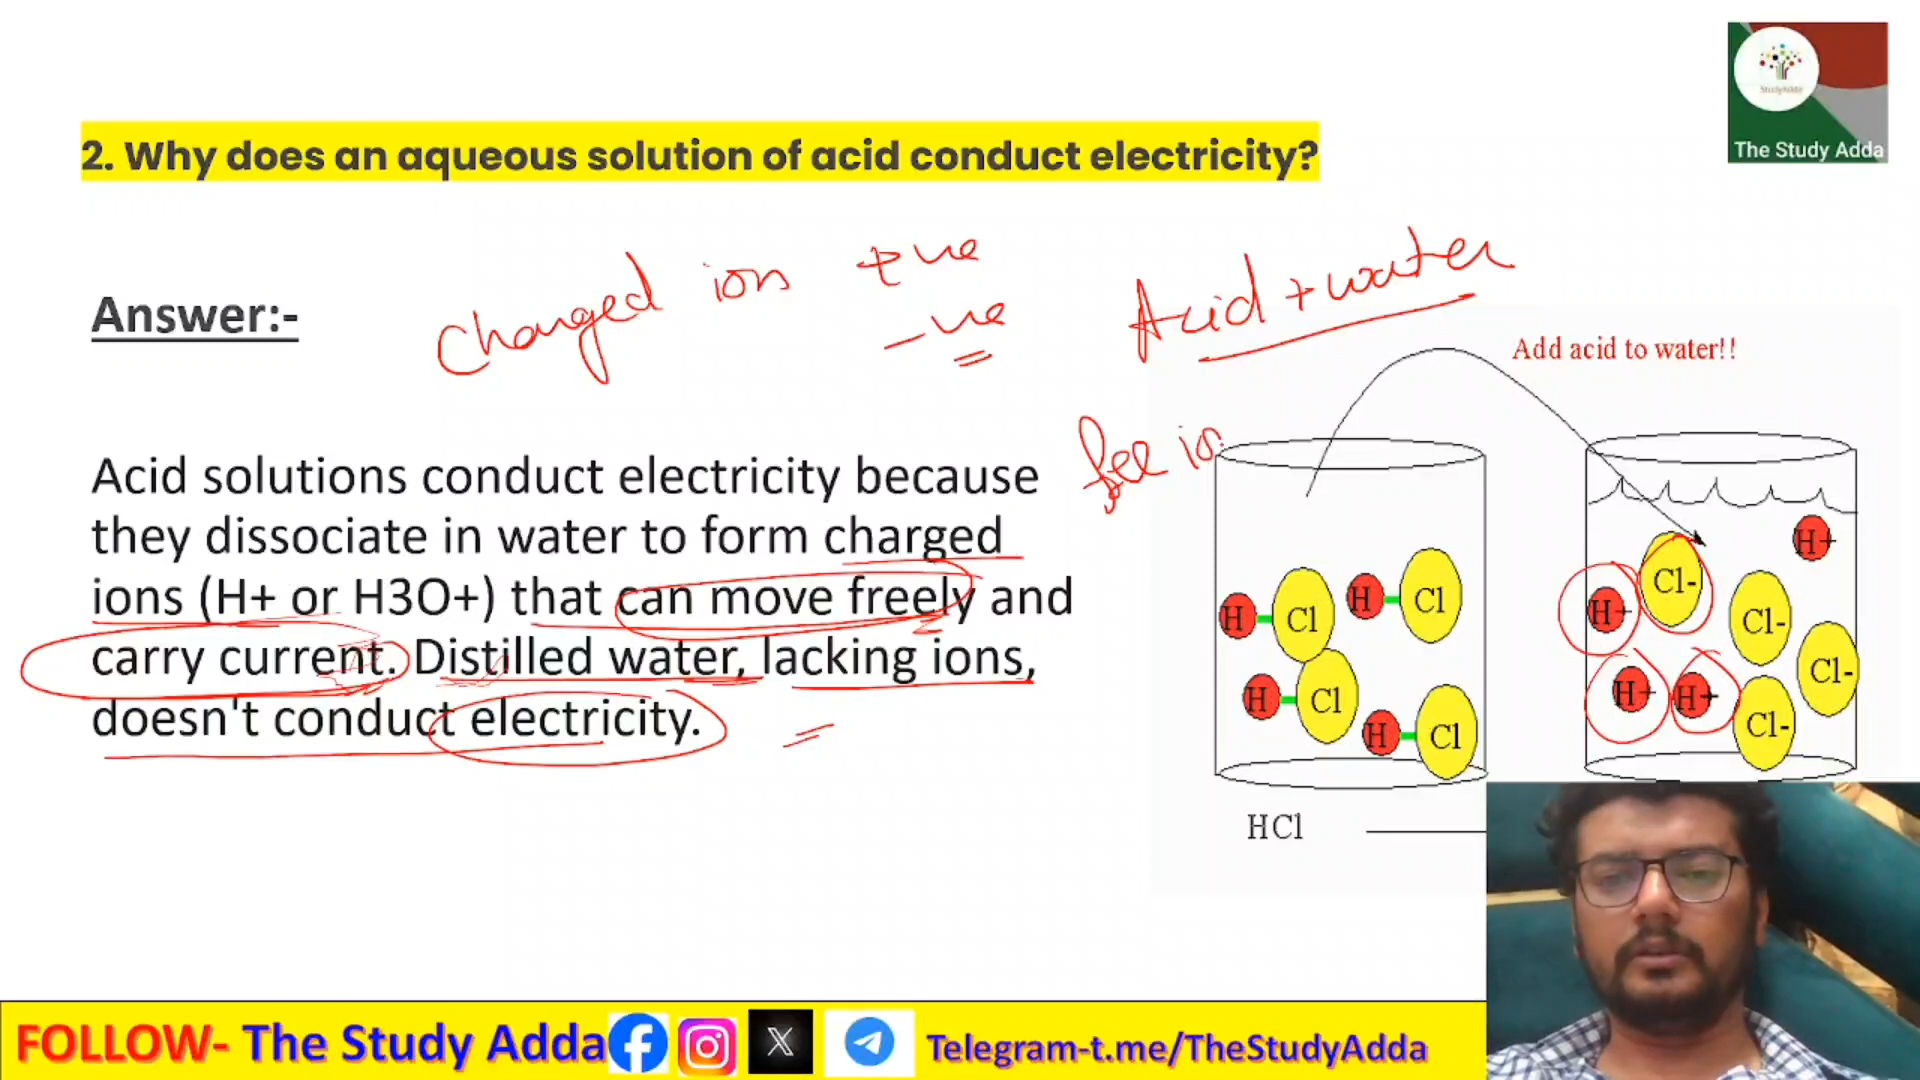 StudyAdda
The Study Adda
2. Why does an aqueous solution of acid conduct electricity?
Changed ion +ve
-ve
Acid + water
Answer:-
Add acid to water!!
Acid solutions conduct electricity because
they dissociate in water to form charged
ions (H+ or H3O+) that can move freely and
carry current. Distilled water, lacking ions,
doesn't conduct electricity.
H Cl H Cl
H Cl H Cl
H+
Cl-
H+ Cl-
Cl-
H+ H+ Cl-
HCl
FOLLOW- The Study Adda
Telegram-t.me/TheStudyAdda